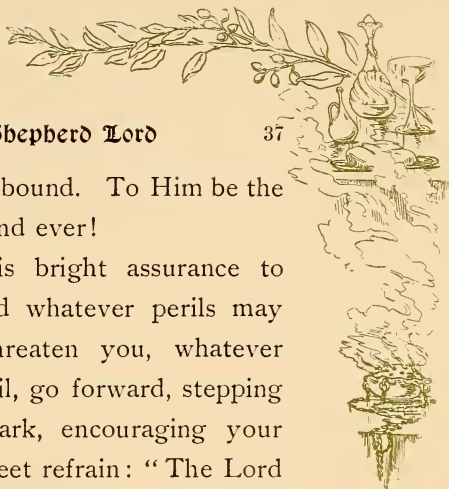 Shepherd Lord 37
bound. To Him be the
nd ever!
is bright assurance to
d whatever perils may
hreaten you, whatever
il, go forward, stepping
ark, encouraging your
eet refrain: “ The Lord